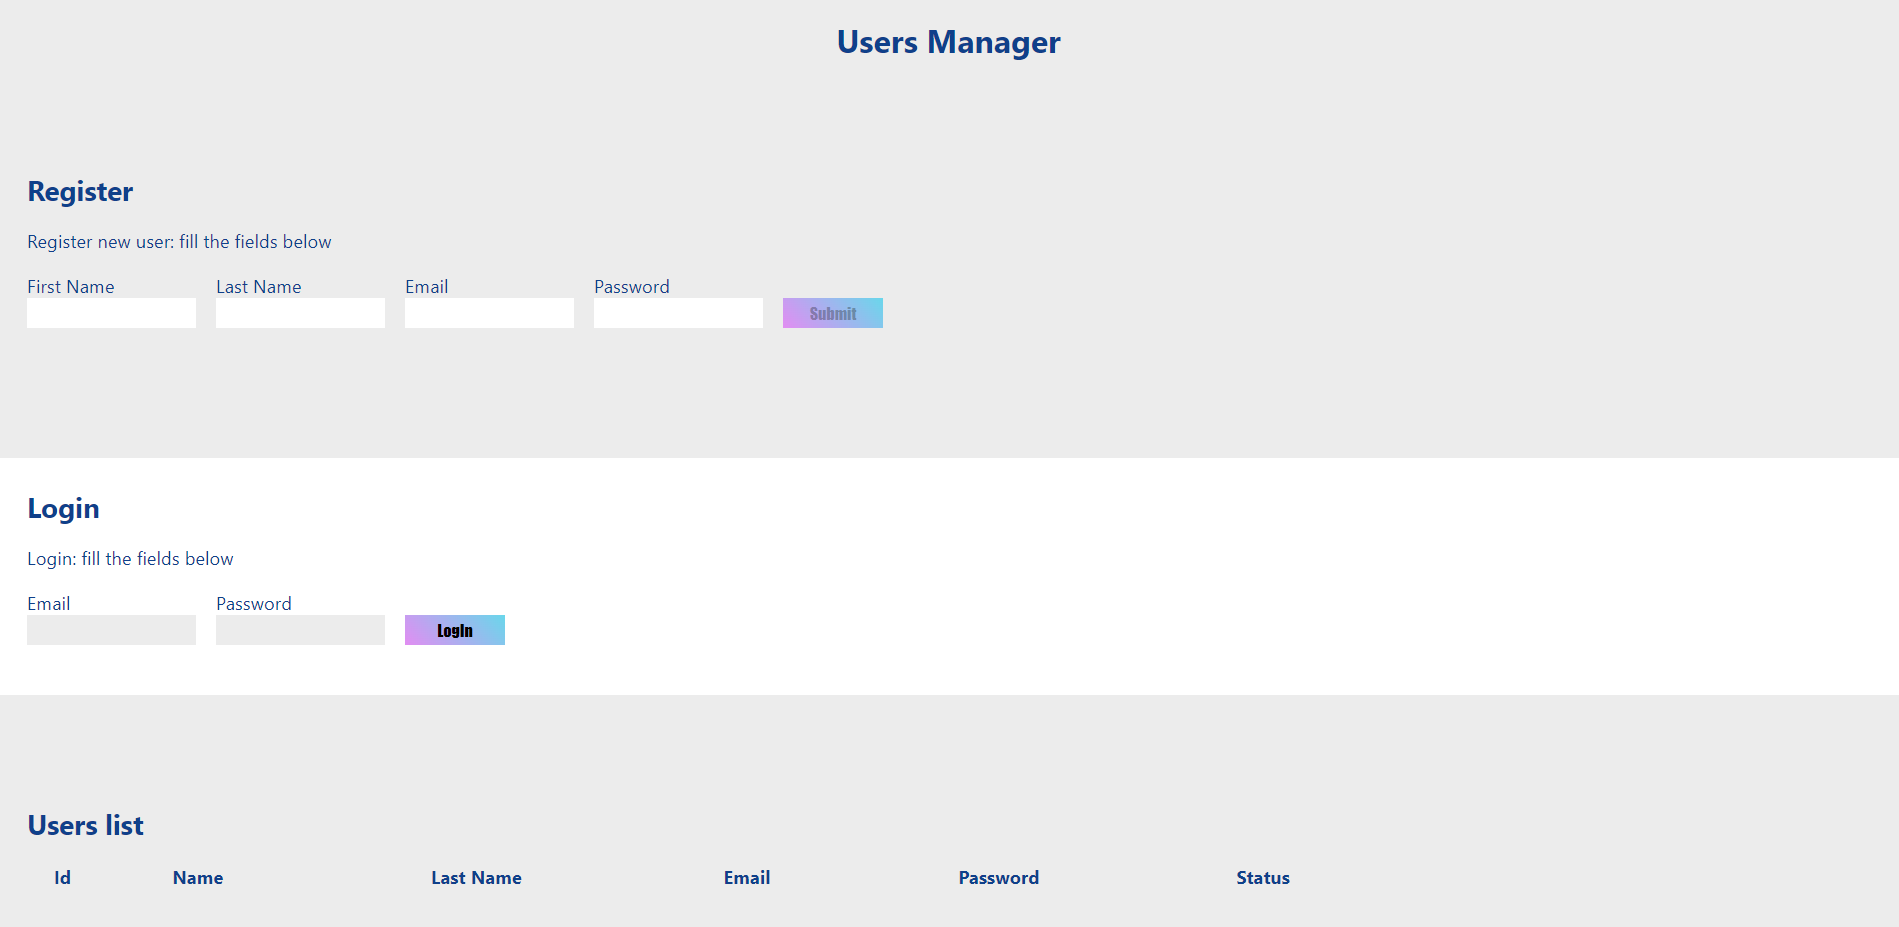 Users Manager
Register
Register new user: fill the fields below
First Name Last Name Email Password
Submit
Login
Login: fill the fields below
Email Password
LogIn
Users list
Id Name Last Name Email Password Status